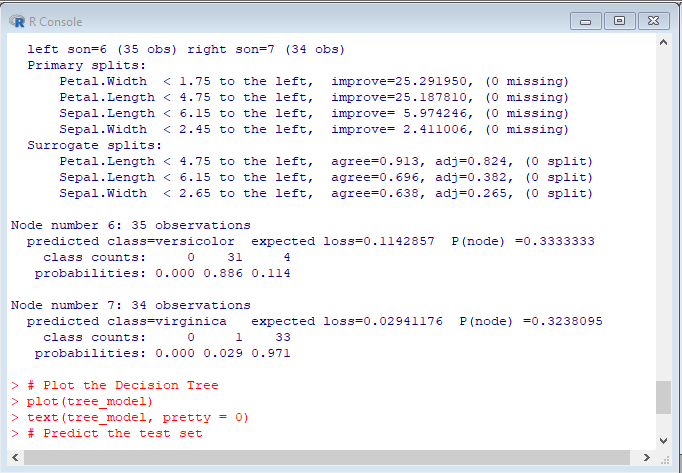 R Console
left son=6 (35 obs) right son=7 (34 obs)
Primary splits:
Petal.Width  < 1.75 to the left,  improve=25.291950, (0 missing)
Petal.Length < 4.75 to the left,  improve=25.187810, (0 missing)
Sepal.Length < 6.15 to the left,  improve= 5.974246, (0 missing)
Sepal.Width  < 2.45 to the left,  improve= 2.411006, (0 missing)
Surrogate splits:
Petal.Length < 4.75 to the left,  agree=0.913, adj=0.824, (0 split)
Sepal.Length < 6.15 to the left,  agree=0.696, adj=0.382, (0 split)
Sepal.Width  < 2.65 to the left,  agree=0.638, adj=0.265, (0 split)
Node number 6: 35 observations
predicted class=versicolor  expected loss=0.1142857  P(node) =0.3333333
class counts:     0    31     4
probabilities: 0.000 0.886 0.114
Node number 7: 34 observations
predicted class=virginica   expected loss=0.02941176  P(node) =0.3238095
class counts:     0     1    33
probabilities: 0.000 0.029 0.971
> # Plot the Decision Tree
> plot(tree_model)
> text(tree_model, pretty = 0)
> # Predict the test set